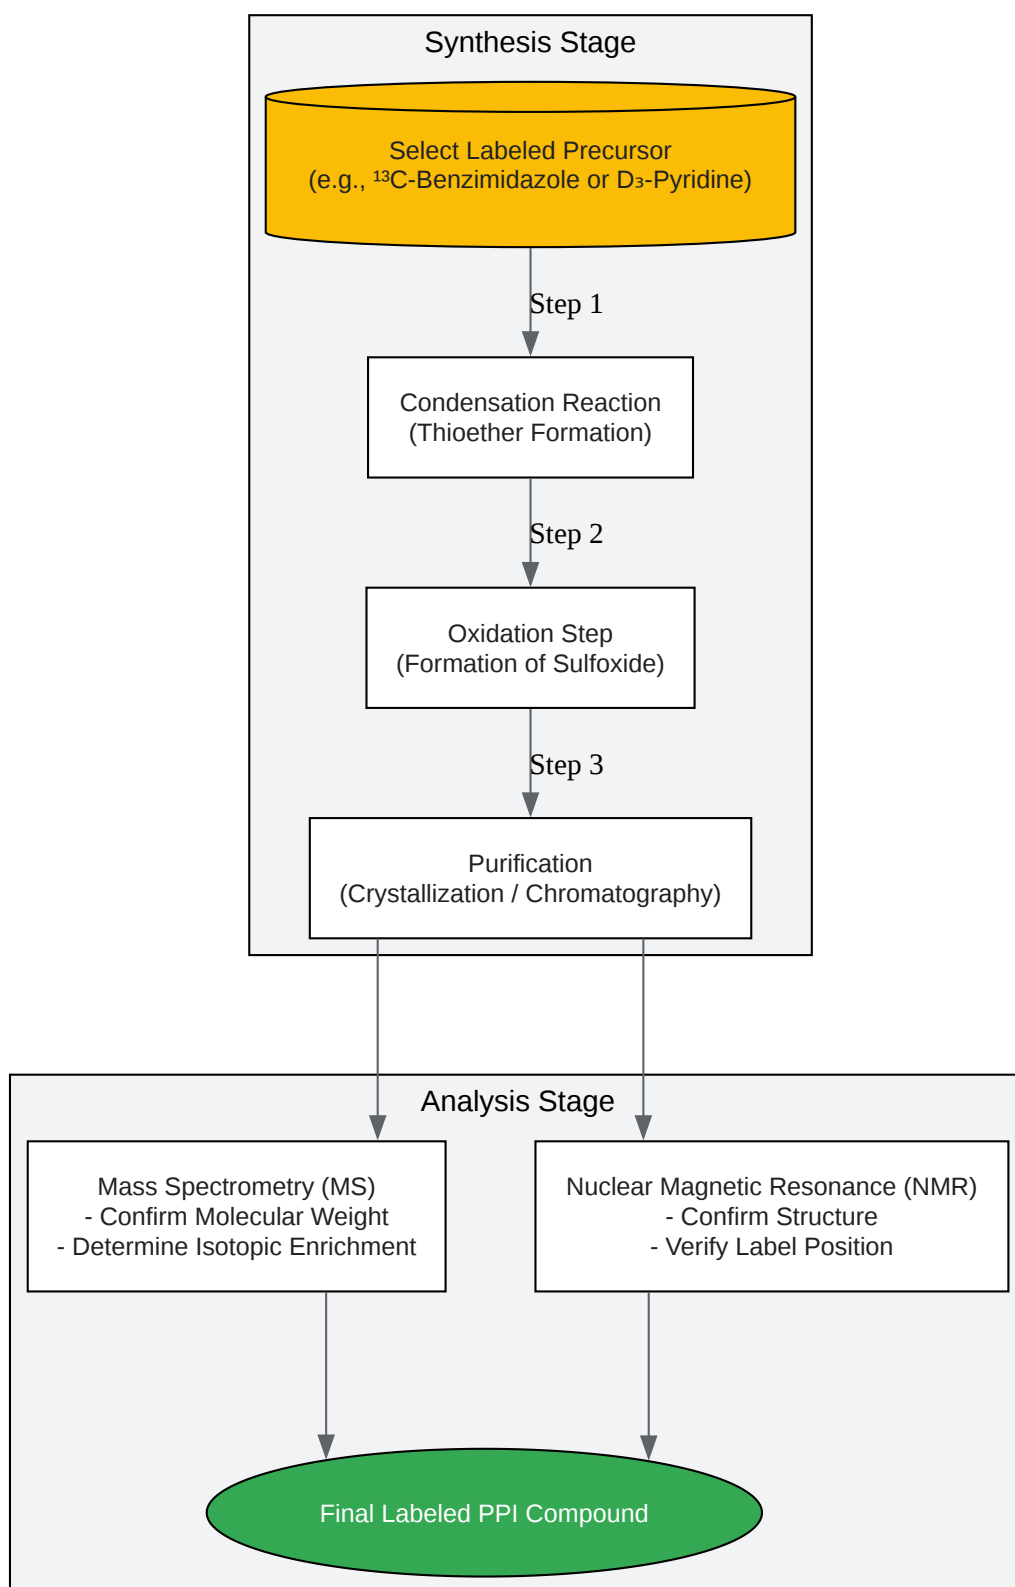 Synthesis Stage
Select Labeled Precursor
(e.g., ¹³C-Benzimidazole or D₃-Pyridine)
Step 1
Condensation Reaction
(Thioether Formation)
Step 2
Oxidation Step
(Formation of Sulfoxide)
Step 3
Purification
(Crystallization / Chromatography)
Analysis Stage
Mass Spectrometry (MS)
- Confirm Molecular Weight
- Determine Isotopic Enrichment
Nuclear Magnetic Resonance (NMR)
- Confirm Structure
- Verify Label Position
Final Labeled PPI Compound